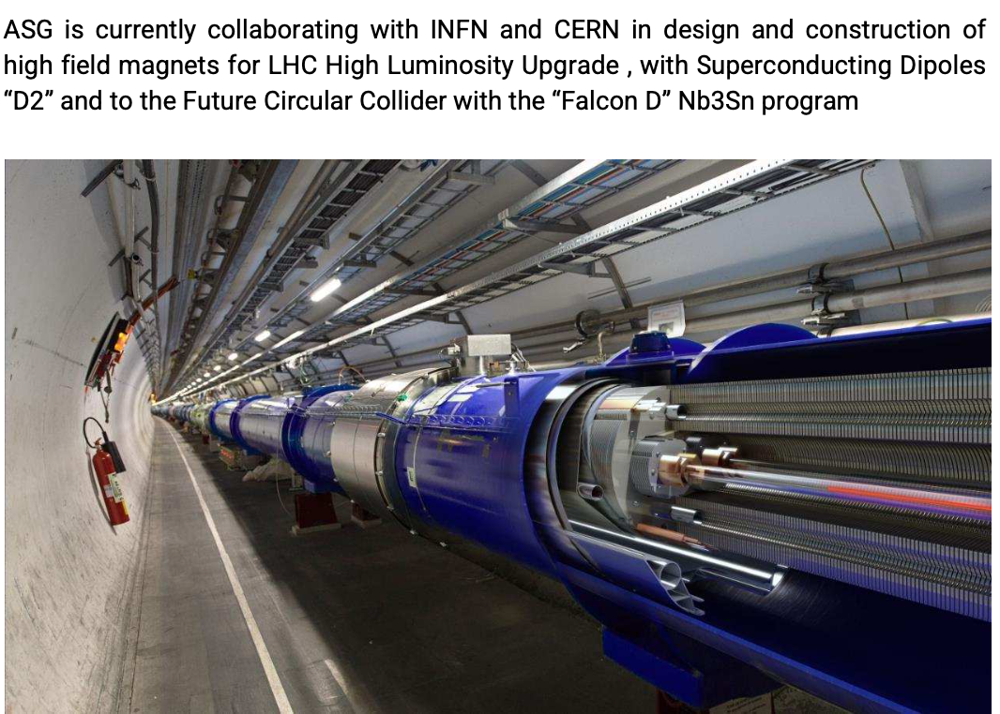 ASG is currently collaborating with INFN and CERN in design and construction of
high field magnets for LHC High Luminosity Upgrade , with Superconducting Dipoles
“D2” and to the Future Circular Collider with the “Falcon D” Nb3Sn program